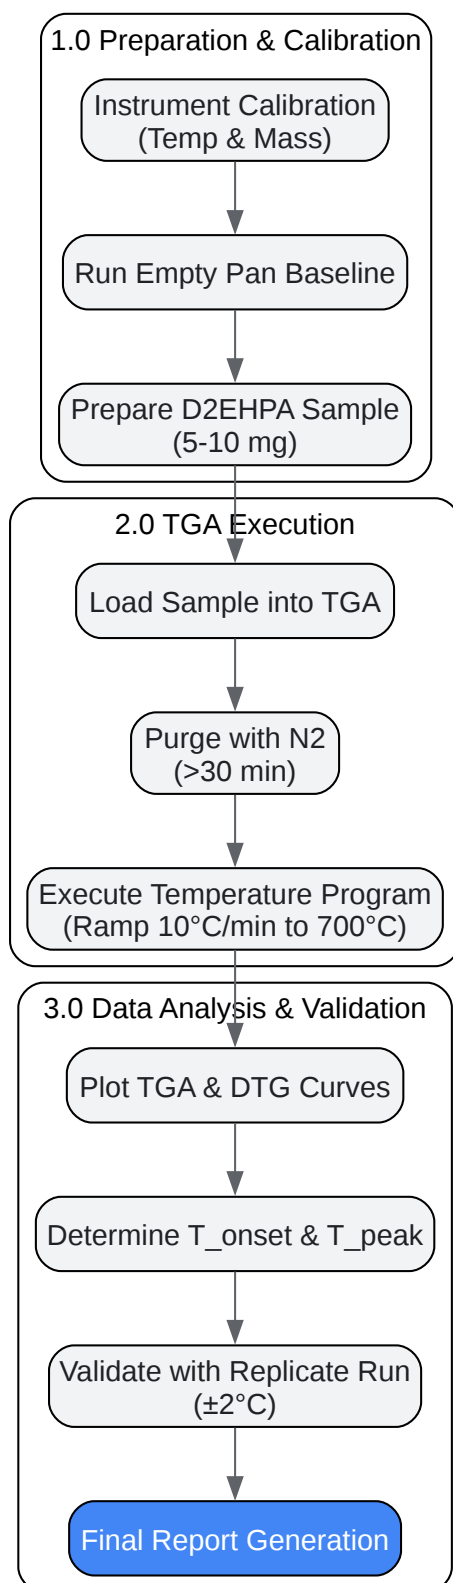 1.0 Preparation & Calibration
Instrument Calibration
(Temp & Mass)
Run Empty Pan Baseline
Prepare D2EHPA Sample
(5-10 mg)
2.0 TGA Execution
Load Sample into TGA
Purge with N2
(>30 min)
Execute Temperature Program
(Ramp 10°C/min to 700°C)
3.0 Data Analysis & Validation
Plot TGA & DTG Curves
Determine T_onset & T_peak
Validate with Replicate Run
(±2°C)
Final Report Generation